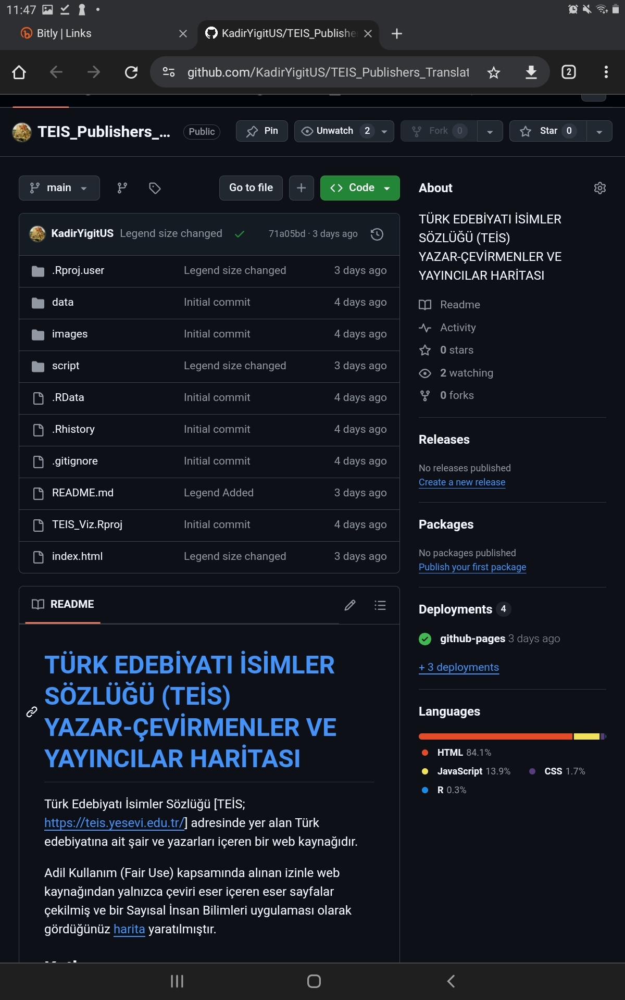 11:47
Bitly | Links
KadirYigitUS/TEIS_Publishe
github.com/KadirYigitUS/TEIS_Publishers_Translat
2
TEIS_Publishers_...
Public
Pin
Unwatch 2
Fork 0
Star 0
main
Go to file
Code
KadirYigitUS Legend size changed 71a05bd · 3 days ago
.Rproj.user Legend size changed 3 days ago
data Initial commit 4 days ago
images Initial commit 4 days ago
script Legend size changed 3 days ago
.RData Initial commit 4 days ago
.Rhistory Initial commit 4 days ago
.gitignore Initial commit 4 days ago
README.md Legend Added 3 days ago
TEIS_Viz.Rproj Initial commit 4 days ago
index.html Legend size changed 3 days ago
README
TÜRK EDEBİYATI İSİMLER
SÖZLÜĞÜ (TEİS)
YAZAR-ÇEVİRMENLER VE
YAYINCILAR HARİTASI
Türk Edebiyatı İsimler Sözlüğü [TEİS;
https://teis.yesevi.edu.tr/] adresinde yer alan Türk
edebiyatına ait şair ve yazarları içeren bir web kaynağıdır.
Adil Kullanım (Fair Use) kapsamında alınan izinle web
kaynağından yalnızca çeviri eser içeren eser sayfalar
çekilmiş ve bir Sayısal İnsan Bilimleri uygulaması olarak
gördüğünüz harita yaratılmıştır.
About
TÜRK EDEBİYATI İSİMLER
SÖZLÜĞÜ (TEİS)
YAZAR-ÇEVİRMENLER VE
YAYINCILAR HARİTASI
Readme
Activity
0 stars
2 watching
0 forks
Releases
No releases published
Create a new release
Packages
No packages published
Publish your first package
Deployments 4
github-pages 3 days ago
+ 3 deployments
Languages
HTML 84.1%
JavaScript 13.9%
CSS 1.7%
R 0.3%